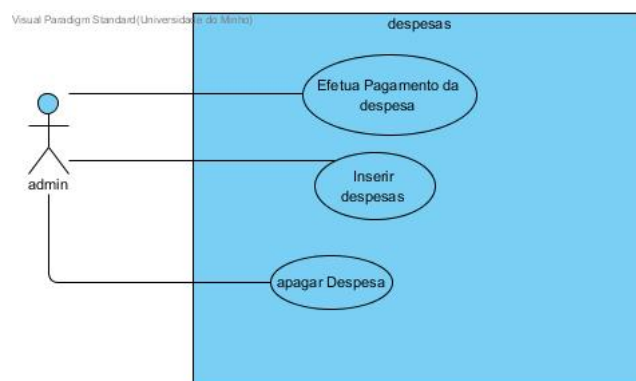 Visual Paradigm Standard(Universidade do Minho)
despesas
Efetua Pagamento da
despesa
admin
Inserir
despesas
apagar Despesa